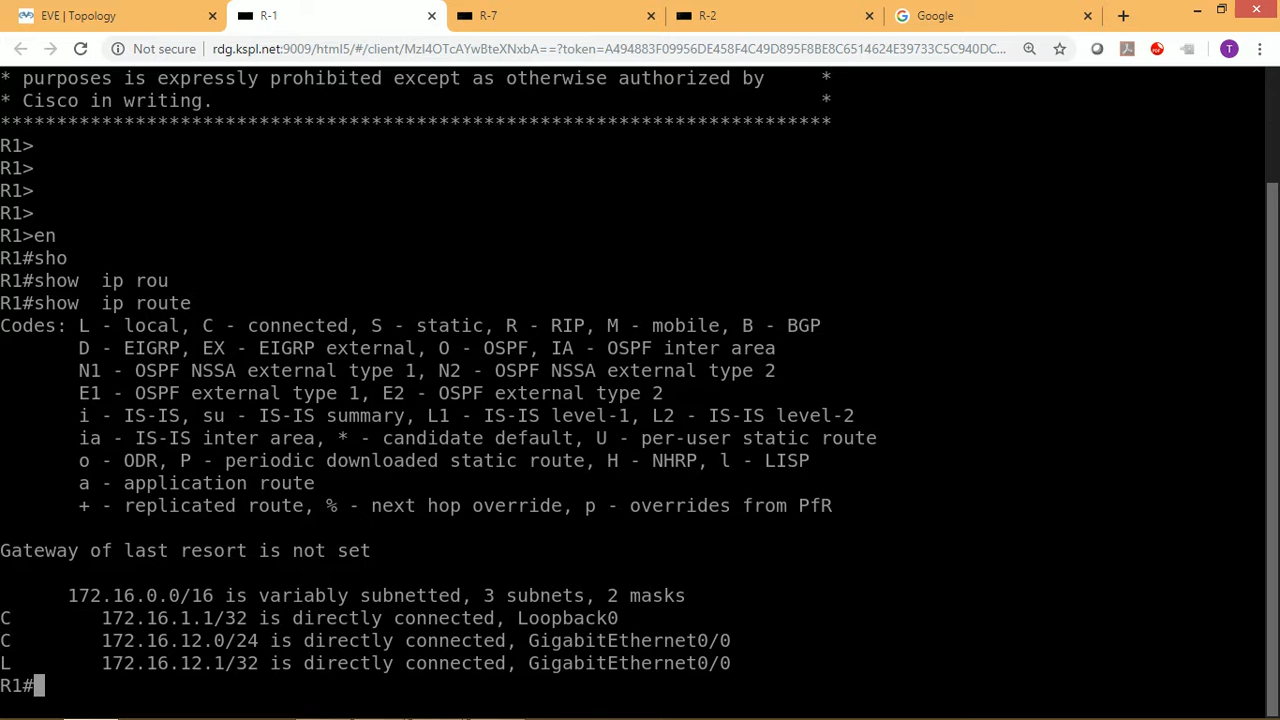 EVE | Topology
R-1
R-7
R-2
Google
Not secure
rdg.kspl.net:9009/html5/#/client/MzI4OTcAYwBteXNxbA==?token=A494883F09956DE458F4C49D895F8BE8C6514624E39733C5C940DC...
T
* purposes is expressly prohibited except as otherwise authorized by *
* Cisco in writing. *
**************************************************************************
R1>
R1>
R1>
R1>
R1>en
R1#sho
R1#show  ip rou
R1#show  ip route
Codes: L - local, C - connected, S - static, R - RIP, M - mobile, B - BGP
D - EIGRP, EX - EIGRP external, O - OSPF, IA - OSPF inter area
N1 - OSPF NSSA external type 1, N2 - OSPF NSSA external type 2
E1 - OSPF external type 1, E2 - OSPF external type 2
i - IS-IS, su - IS-IS summary, L1 - IS-IS level-1, L2 - IS-IS level-2
ia - IS-IS inter area, * - candidate default, U - per-user static route
o - ODR, P - periodic downloaded static route, H - NHRP, l - LISP
a - application route
+ - replicated route, % - next hop override, p - overrides from PfR
Gateway of last resort is not set
172.16.0.0/16 is variably subnetted, 3 subnets, 2 masks
C 172.16.1.1/32 is directly connected, Loopback0
C 172.16.12.0/24 is directly connected, GigabitEthernet0/0
L 172.16.12.1/32 is directly connected, GigabitEthernet0/0
R1#